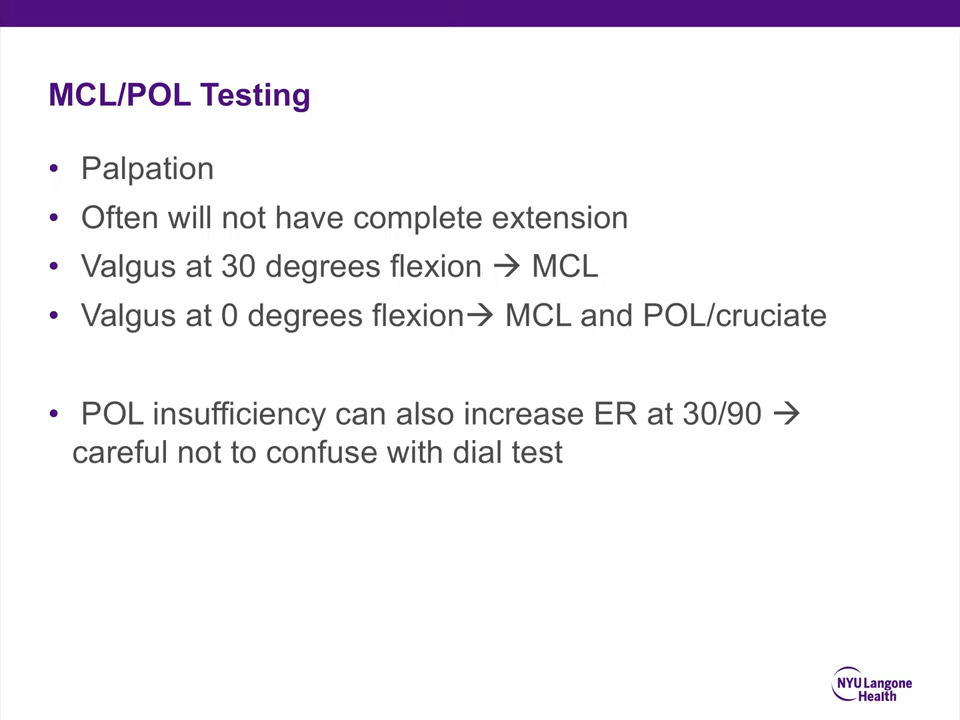 MCL/POL Testing
• Palpation
• Often will not have complete extension
• Valgus at 30 degrees flexion → MCL
• Valgus at 0 degrees flexion→ MCL and POL/cruciate
• POL insufficiency can also increase ER at 30/90 →
careful not to confuse with dial test
NYU Langone
Health